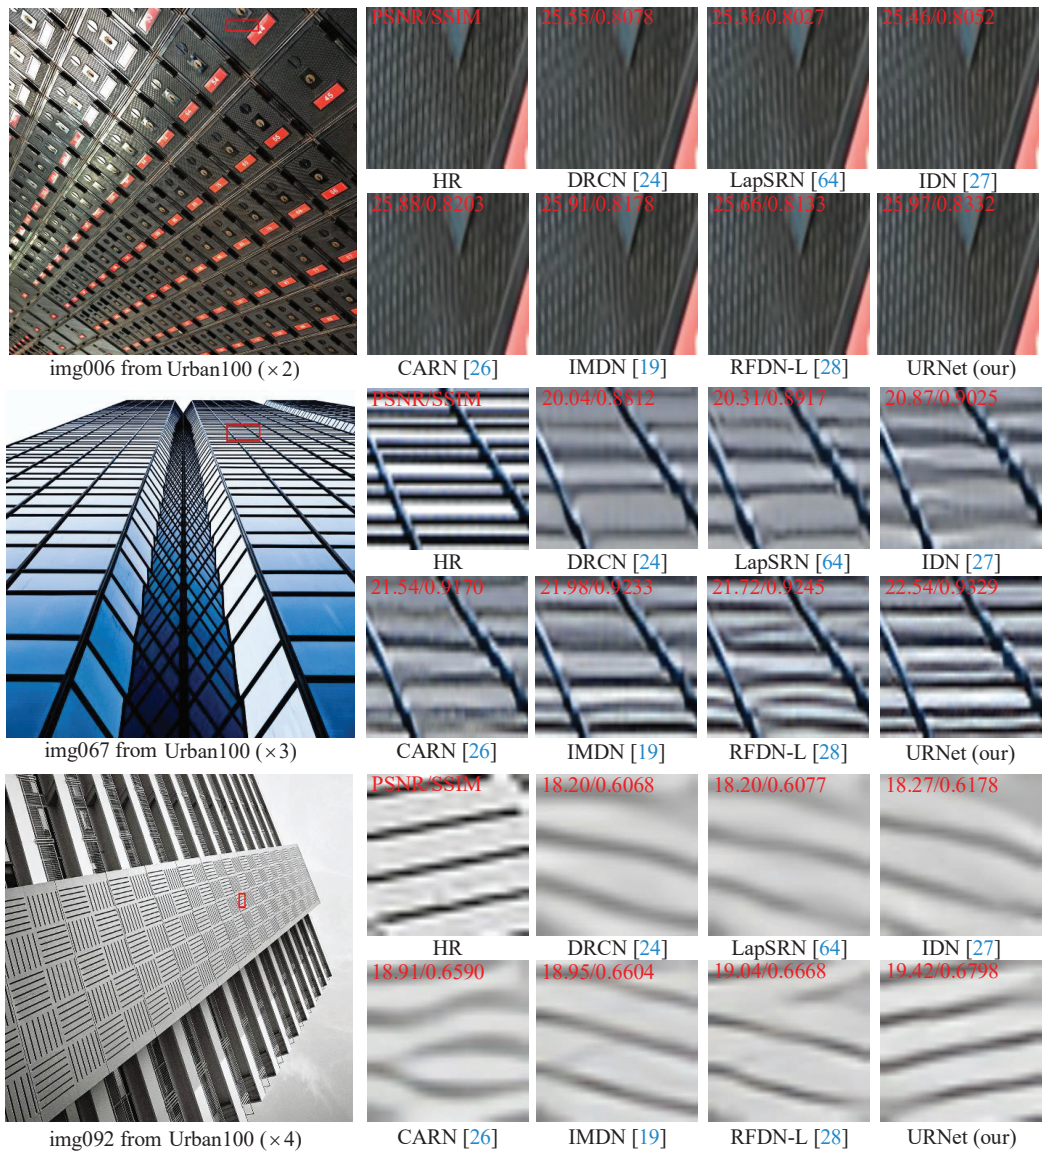 PSNR/SSIM 25.55/0.8078 25.36/0.8027 25.46/0.8052
HR DRCN [24] LapSRN [64] IDN [27]
25.88/0.8203 25.91/0.8178 25.66/0.8133 25.97/0.8332
img006 from Urban100 (×2) CARN [26] IMDN [19] RFDN-L [28] URNet (our)
PSNR/SSIM 20.04/0.8812 20.31/0.8917 20.87/0.9025
HR DRCN [24] LapSRN [64] IDN [27]
21.54/0.9170 21.98/0.9233 21.72/0.9245 22.54/0.9329
img067 from Urban100 (×3) CARN [26] IMDN [19] RFDN-L [28] URNet (our)
PSNR/SSIM 18.20/0.6068 18.20/0.6077 18.27/0.6178
HR DRCN [24] LapSRN [64] IDN [27]
18.91/0.6590 18.95/0.6604 19.04/0.6668 19.42/0.6798
img092 from Urban100 (×4) CARN [26] IMDN [19] RFDN-L [28] URNet (our)